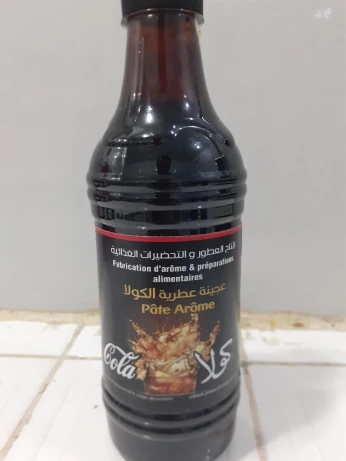 إنتاج العطور و التحضيرات الغذائية
Fabrication d'arôme & préparations
alimentaires
عجينة عطرية الكولا
Pâte Arôme
Cola كولا